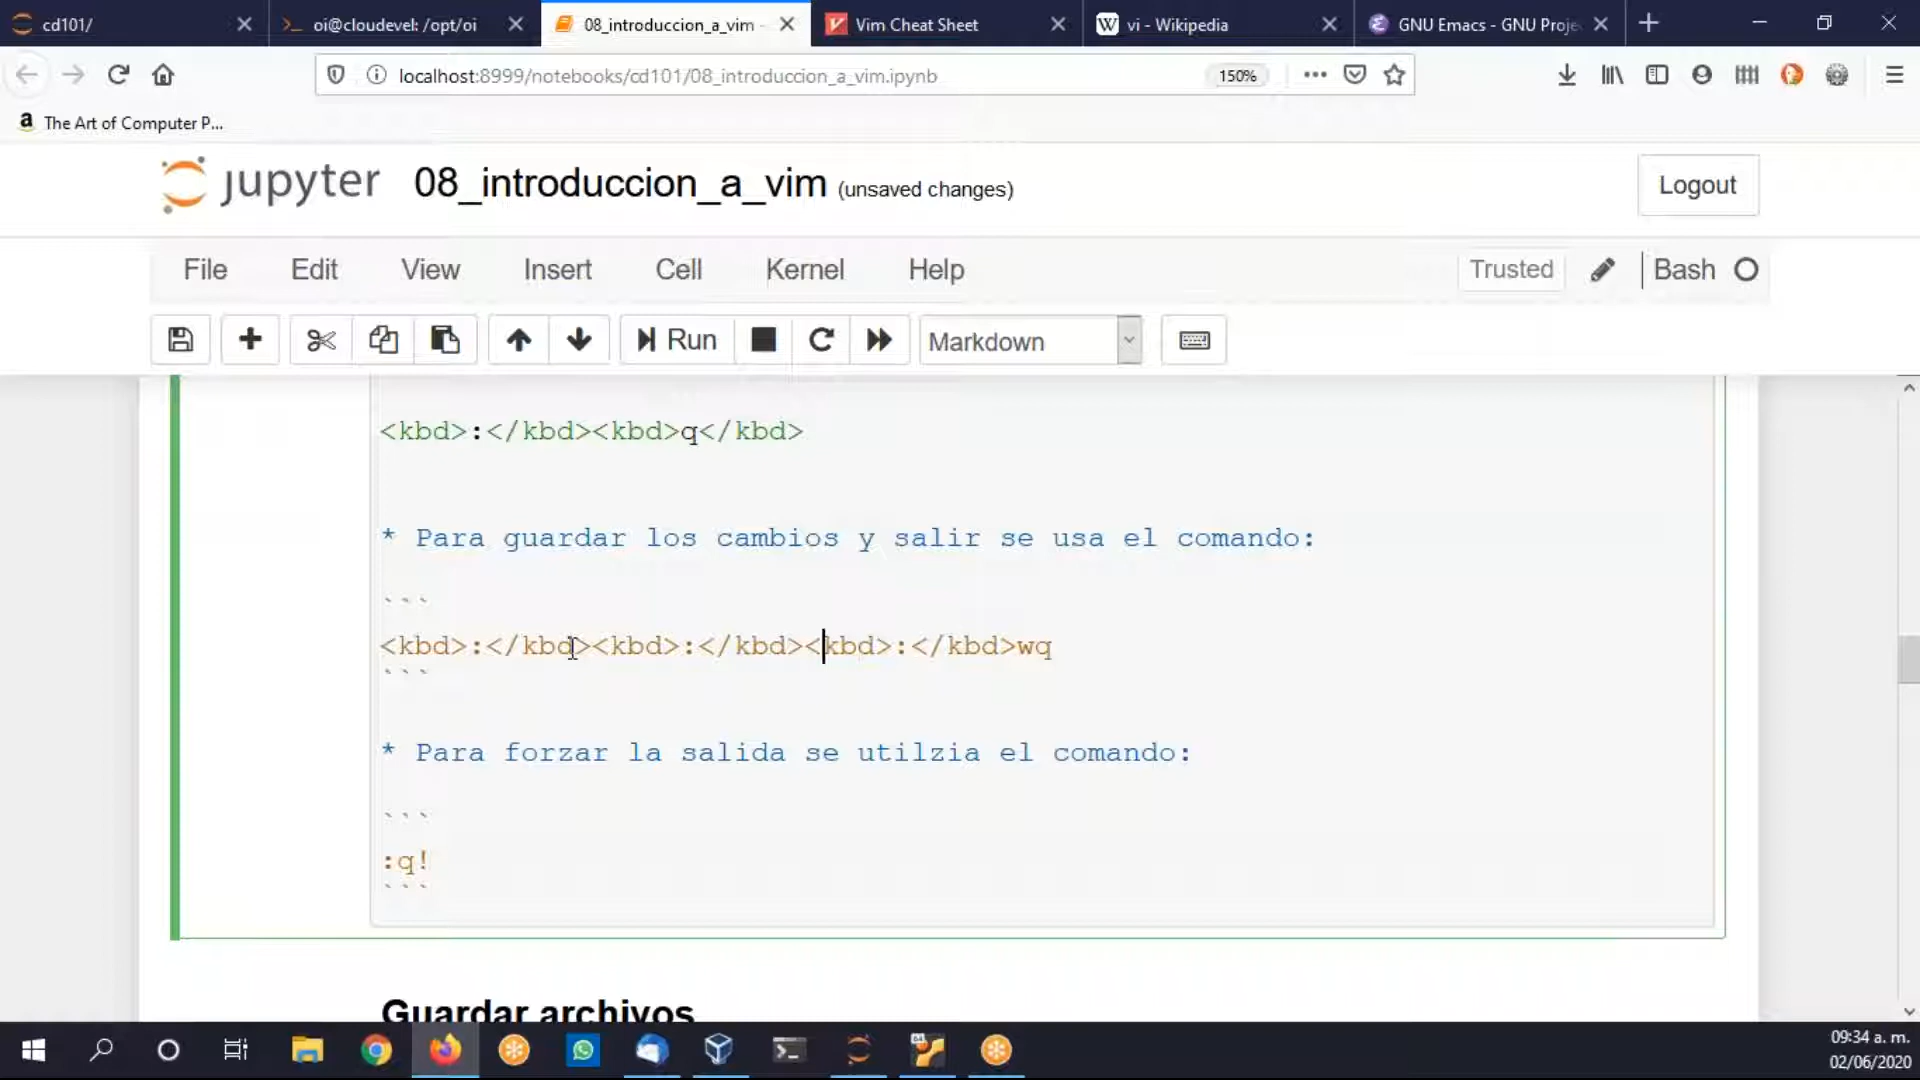 cd101/
oi@cloudevel: /opt/oi
08_introduccion_a_vim -
Vim Cheat Sheet
W vi - Wikipedia
GNU Emacs - GNU Proje
localhost:8999/notebooks/cd101/08_introduccion_a_vim.ipynb
150%
a The Art of Computer P...
jupyter
08_introduccion_a_vim (unsaved changes)
Logout
File Edit View Insert Cell Kernel Help
Trusted
Bash
Run
Markdown
<kbd>:</kbd><kbd>q</kbd>
* Para guardar los cambios y salir se usa el comando:
```
<kbd>:</kbd><kbd>:</kbd><kbd>:</kbd>wq
```
* Para forzar la salida se utilzia el comando:
```
:q!
```
Guardar archivos
64
09:34 a. m.
02/06/2020